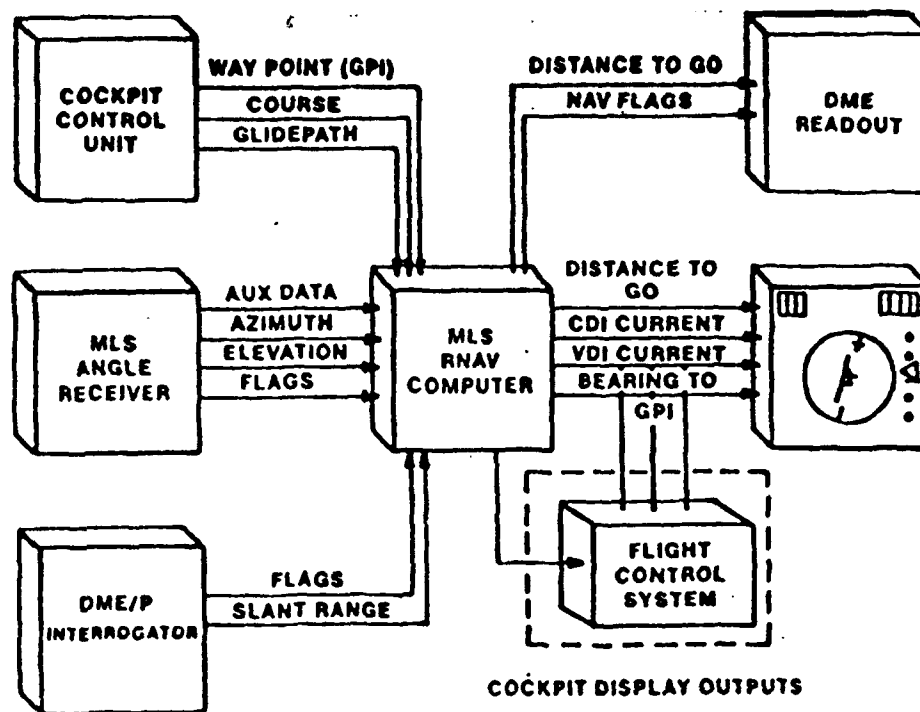 COCKPIT
CONTROL
UNIT
WAY POINT (GPI)
COURSE
GLIDEPATH
DISTANCE TO GO
NAV FLAGS
DME
READOUT
MLS
ANGLE
RECEIVER
AUX DATA
AZIMUTH
ELEVATION
FLAGS
MLS
RNAV
COMPUTER
DISTANCE TO
GO
CDI CURRENT
VDI CURRENT
BEARING TO
GPI
DME/P
INTERROGATOR
FLAGS
SLANT RANGE
FLIGHT
CONTROL
SYSTEM
COCKPIT DISPLAY OUTPUTS